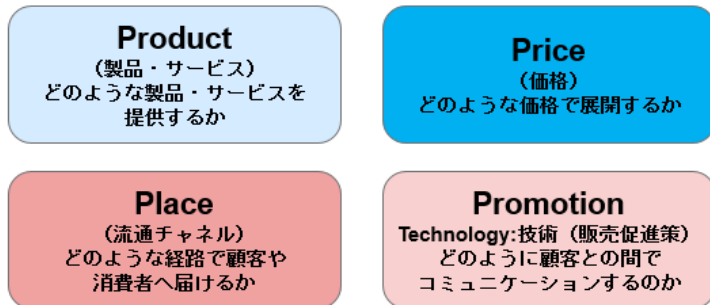 Product
（製品・サービス）
どのような製品・サービスを
提供するか
Price
（価格）
どのような価格で展開するか
Place
（流通チャネル）
どのような経路で顧客や
消費者へ届けるか
Promotion
Technology:技術（販売促進策）
どのように顧客との間で
コミュニケーションするのか